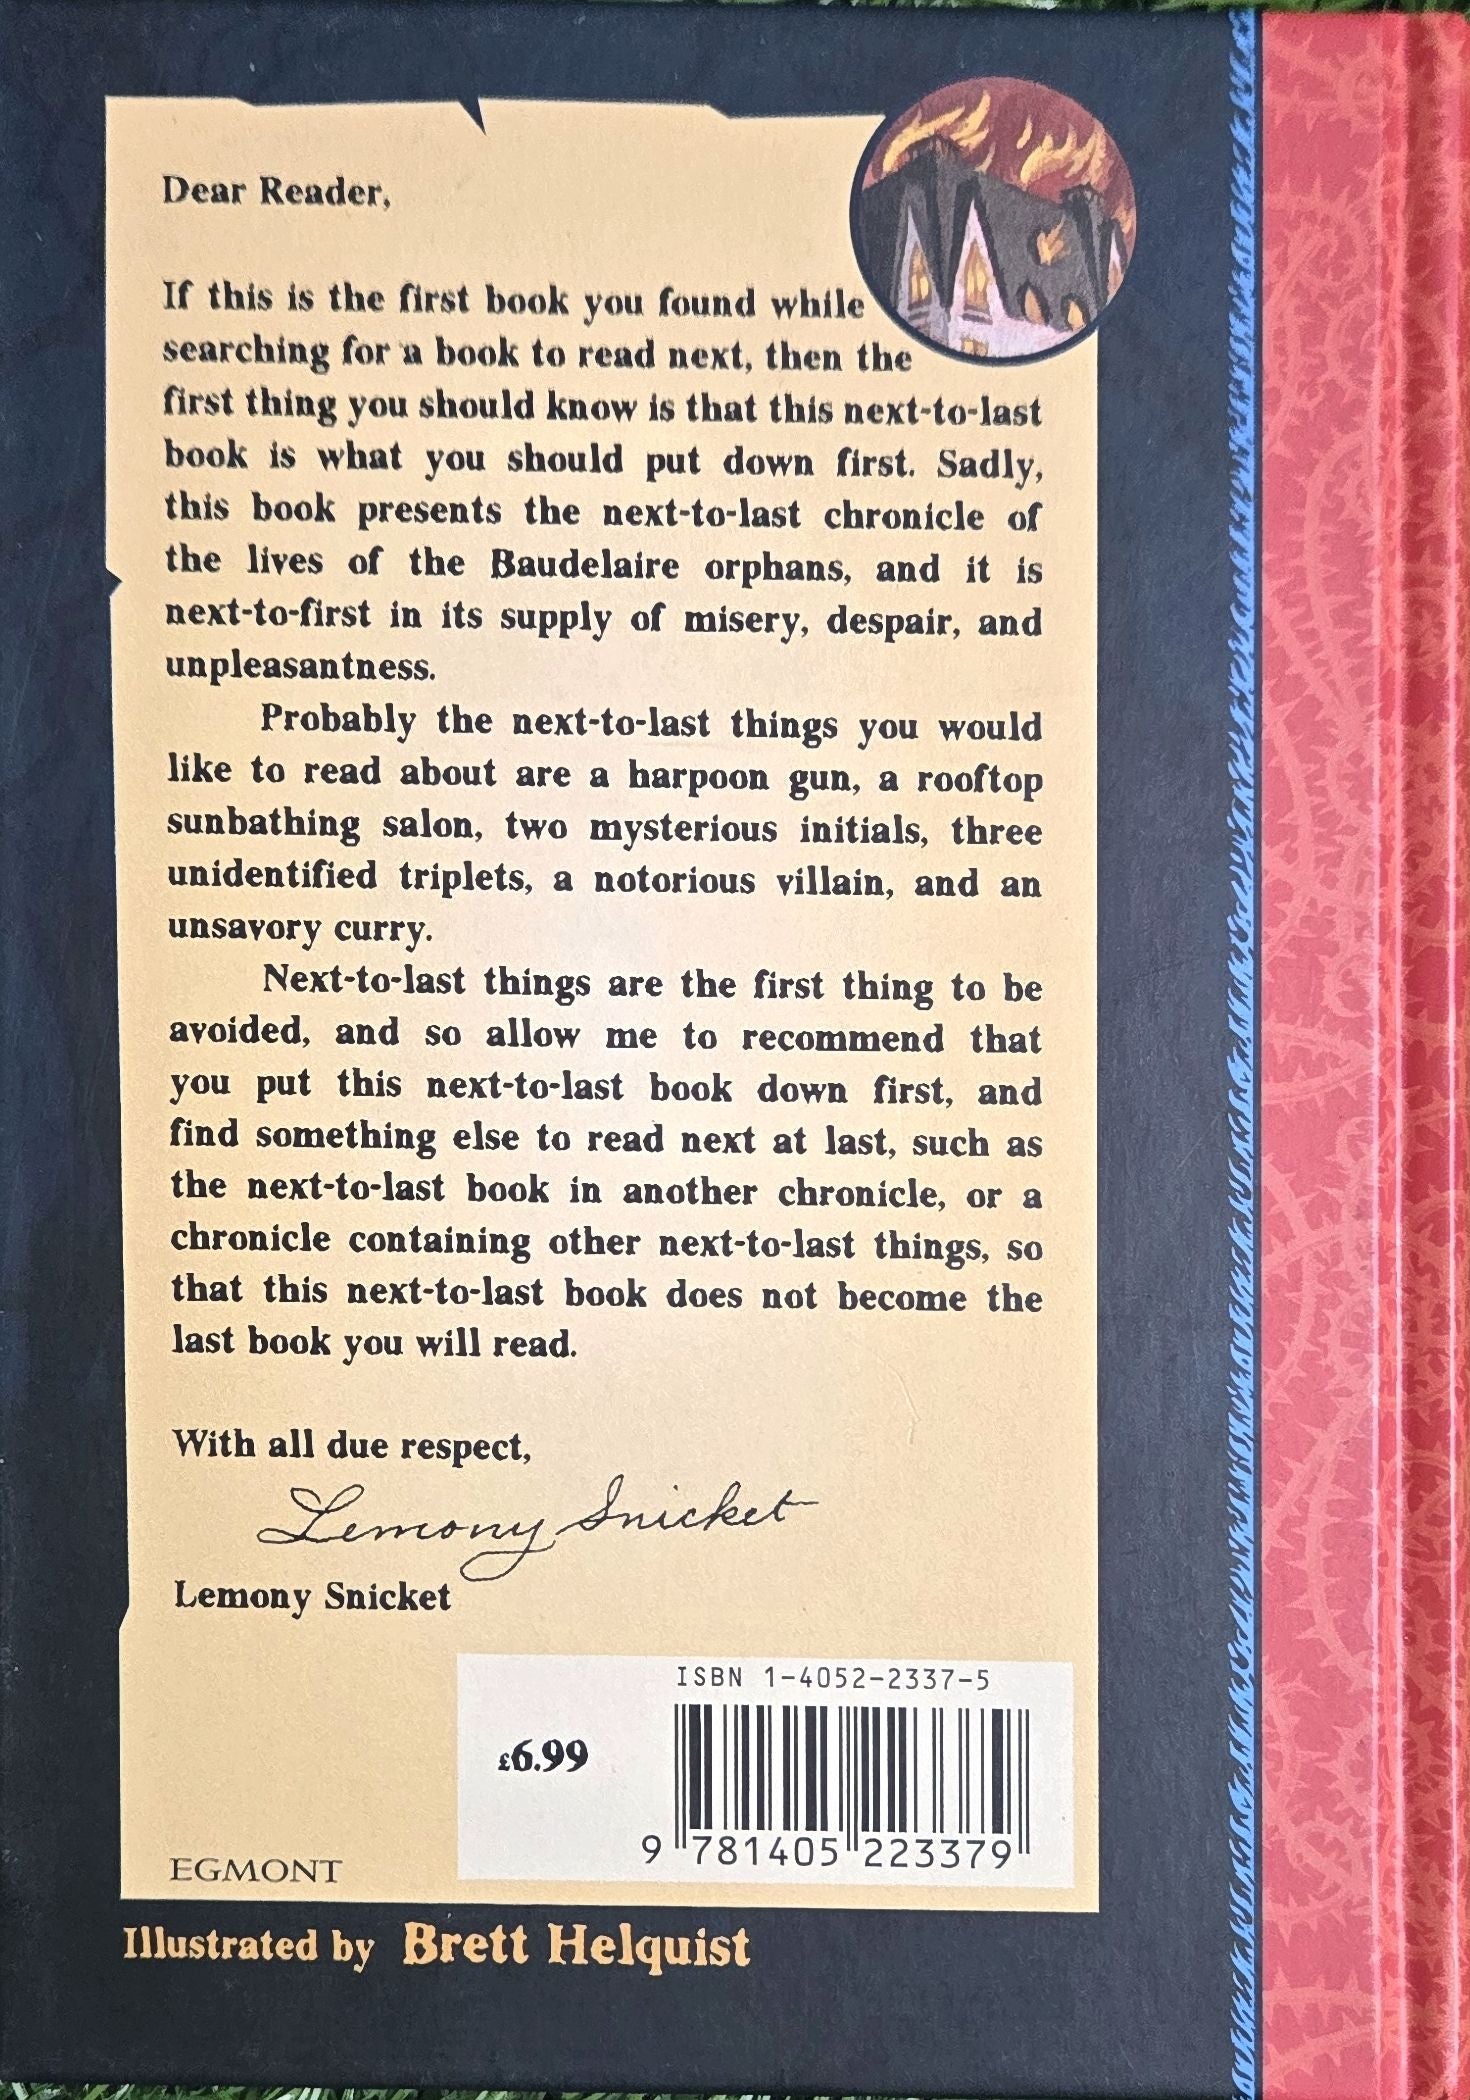 Dear Reader,
If this is the first book you found while
searching for a book to read next, then the
first thing you should know is that this next-to-last
book is what you should put down first. Sadly,
this book presents the next-to-last chronicle of
the lives of the Baudelaire orphans, and it is
next-to-first in its supply of misery, despair, and
unpleasantness.
Probably the next-to-last things you would
like to read about are a harpoon gun, a rooftop
sunbathing salon, two mysterious initials, three
unidentified triplets, a notorious villain, and an
unsavory curry.
Next-to-last things are the first thing to be
avoided, and so allow me to recommend that
you put this next-to-last book down first, and
find something else to read next at last, such as
the next-to-last book in another chronicle, or a
chronicle containing other next-to-last things, so
that this next-to-last book does not become the
last book you will read.
With all due respect,
Lemony Snicket
Lemony Snicket
ISBN 1-4052-2337-5
£6.99
9 781405 223379
EGMONT
Illustrated by Brett Helquist